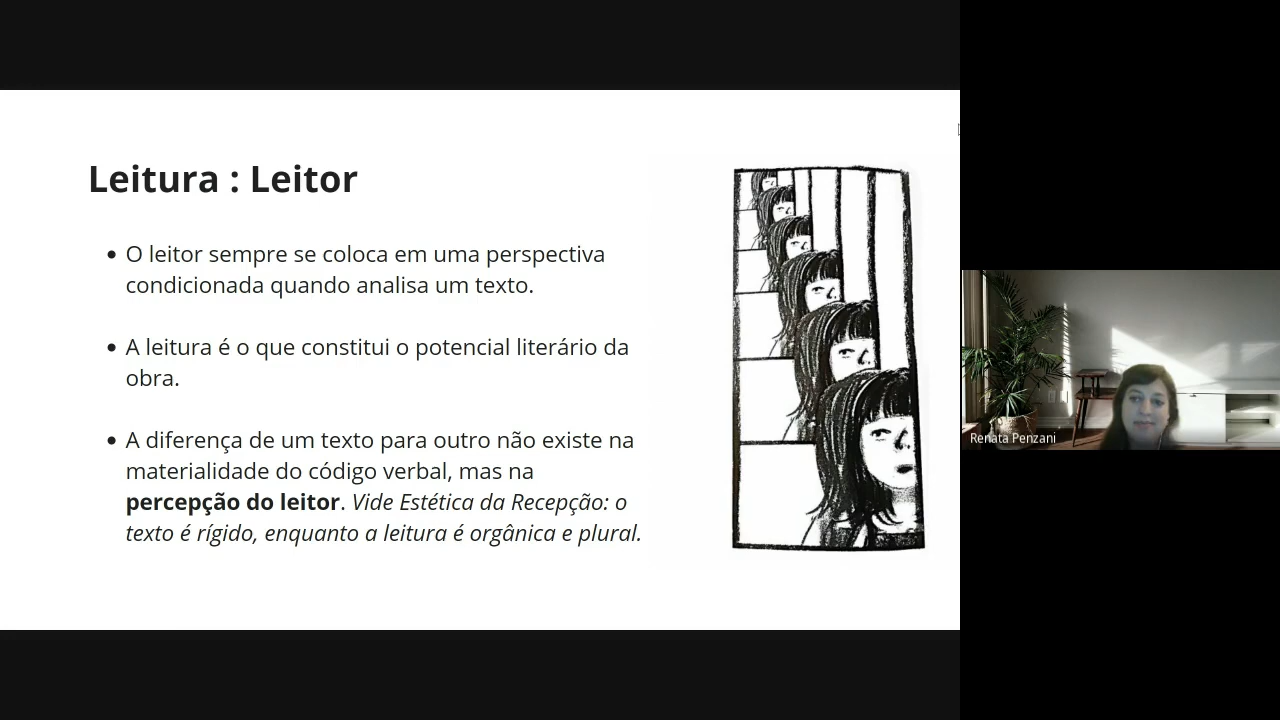 Leitura : Leitor
• O leitor sempre se coloca em uma perspectiva
condicionada quando analisa um texto.
• A leitura é o que constitui o potencial literário da
obra.
• A diferença de um texto para outro não existe na
materialidade do código verbal, mas na
percepção do leitor. Vide Estética da Recepção: o
texto é rígido, enquanto a leitura é orgânica e plural.
Renata Penzani